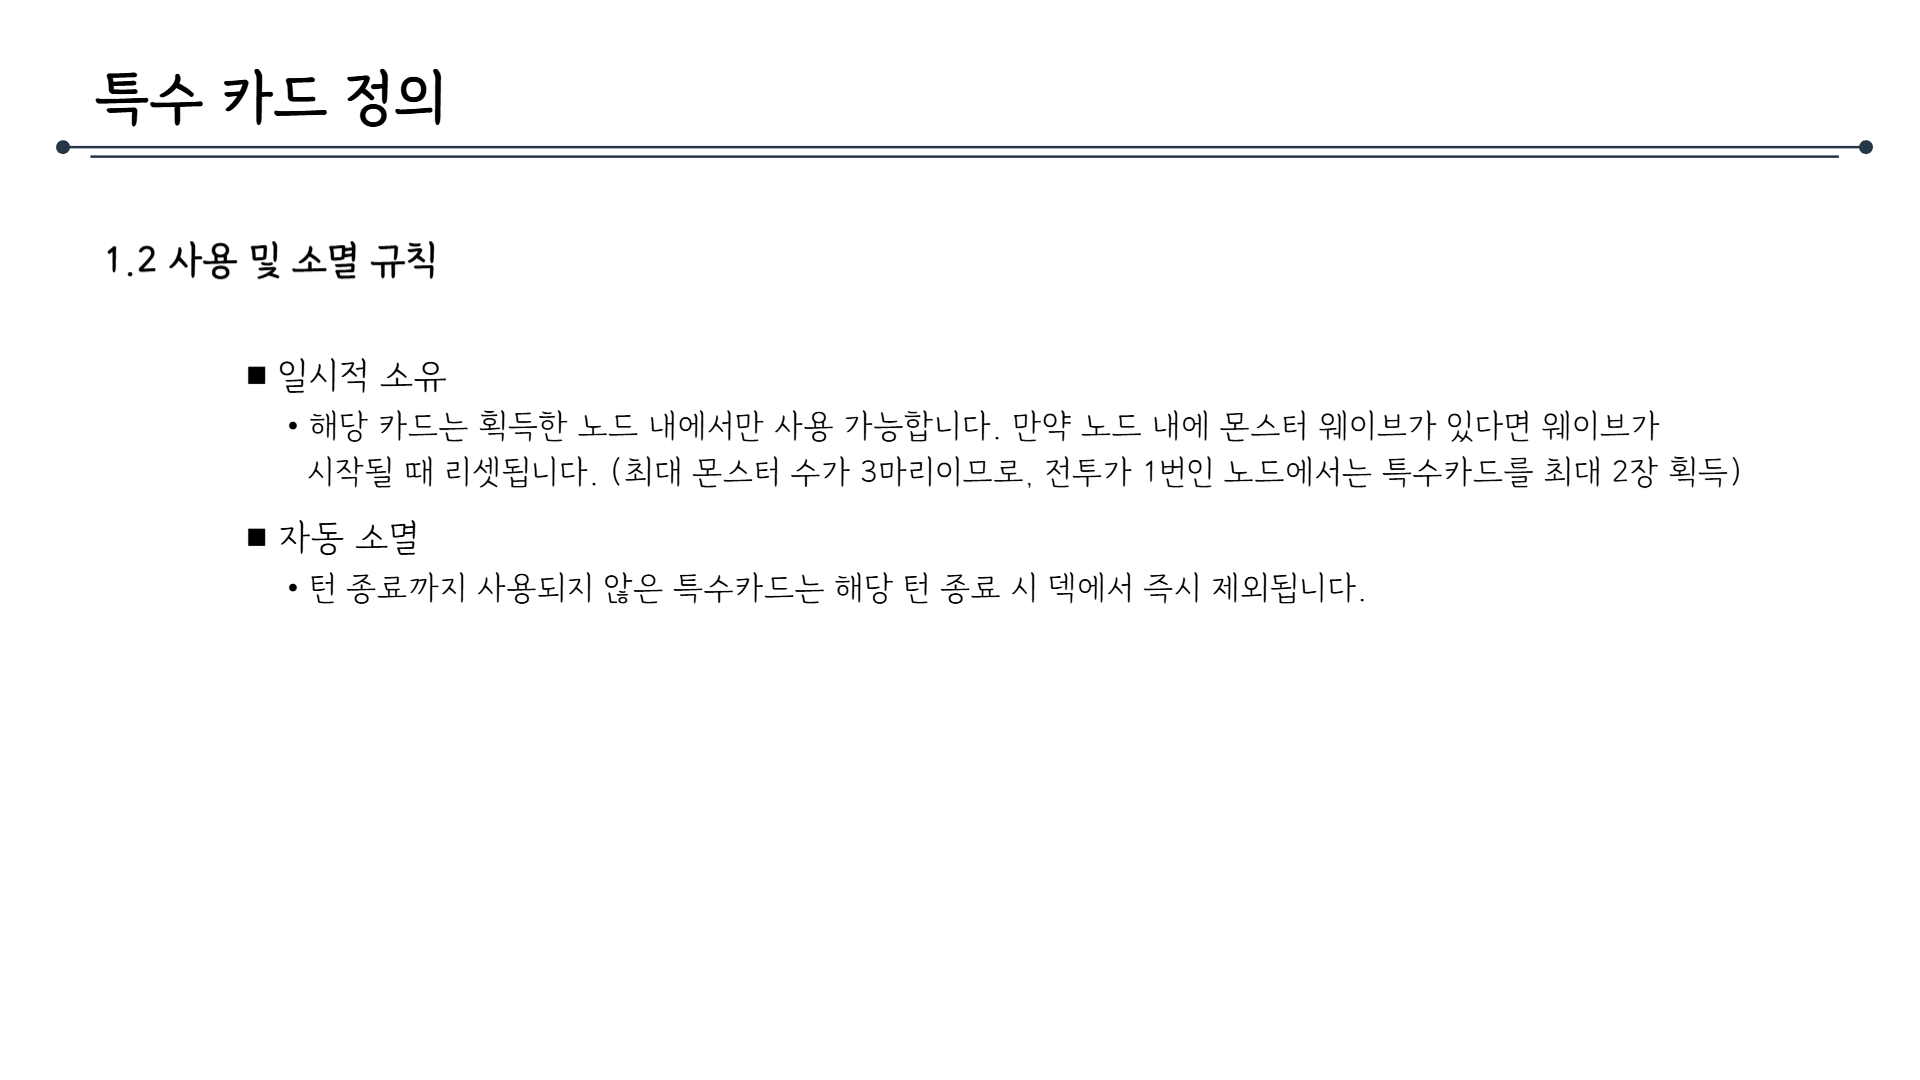 특수 카드 정의
1.2 사용 및 소멸 규칙
■ 일시적 소유
• 해당 카드는 획득한 노드 내에서만 사용 가능합니다. 만약 노드 내에 몬스터 웨이브가 있다면 웨이브가
시작될 때 리셋됩니다. (최대 몬스터 수가 3마리이므로, 전투가 1번인 노드에서는 특수카드를 최대 2장 획득)
■ 자동 소멸
• 턴 종료까지 사용되지 않은 특수카드는 해당 턴 종료 시 덱에서 즉시 제외됩니다.